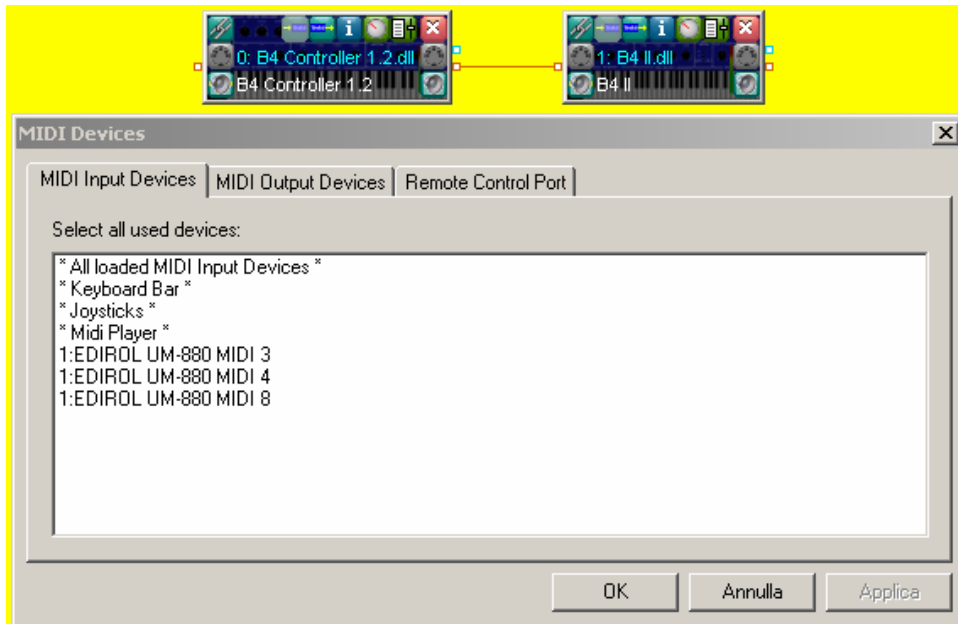 0: B4 Controller 1.2.dll
B4 Controller 1.2
1: B4 II.dll
B4 II
MIDI Devices
MIDI Input Devices
MIDI Output Devices
Remote Control Port
Select all used devices:
* All loaded MIDI Input Devices *
* Keyboard Bar *
* Joysticks *
* Midi Player *
1:EDIROL UM-880 MIDI 3
1:EDIROL UM-880 MIDI 4
1:EDIROL UM-880 MIDI 8
OK
Annulla
Applica